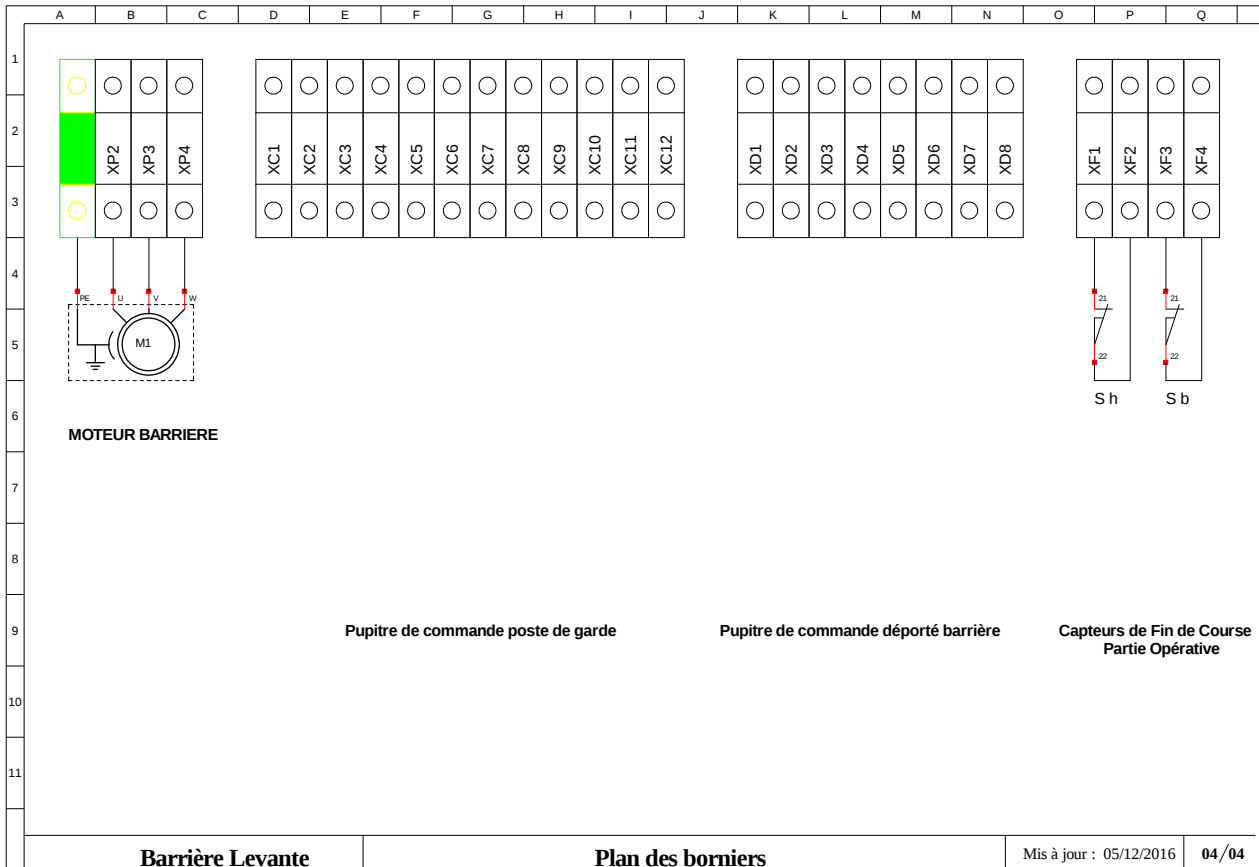 A B C D E F G H I J K L M N O P Q
1
2
XP2 XP3 XP4 XC1 XC2 XC3 XC4 XC5 XC6 XC7 XC8 XC9 XC10 XC11 XC12 XD1 XD2 XD3 XD4 XD5 XD6 XD7 XD8 XF1 XF2 XF3 XF4
3
4
PE U V W 21 21
5
M1
22 22
S h S b
6
MOTEUR BARRIERE
7
8
9
Pupitre de commande poste de garde
Pupitre de commande déporté barrière
Capteurs de Fin de Course
Partie Opérative
10
11
Barrière Levante
Plan des borniers
Mis à jour : 05/12/2016
04/04